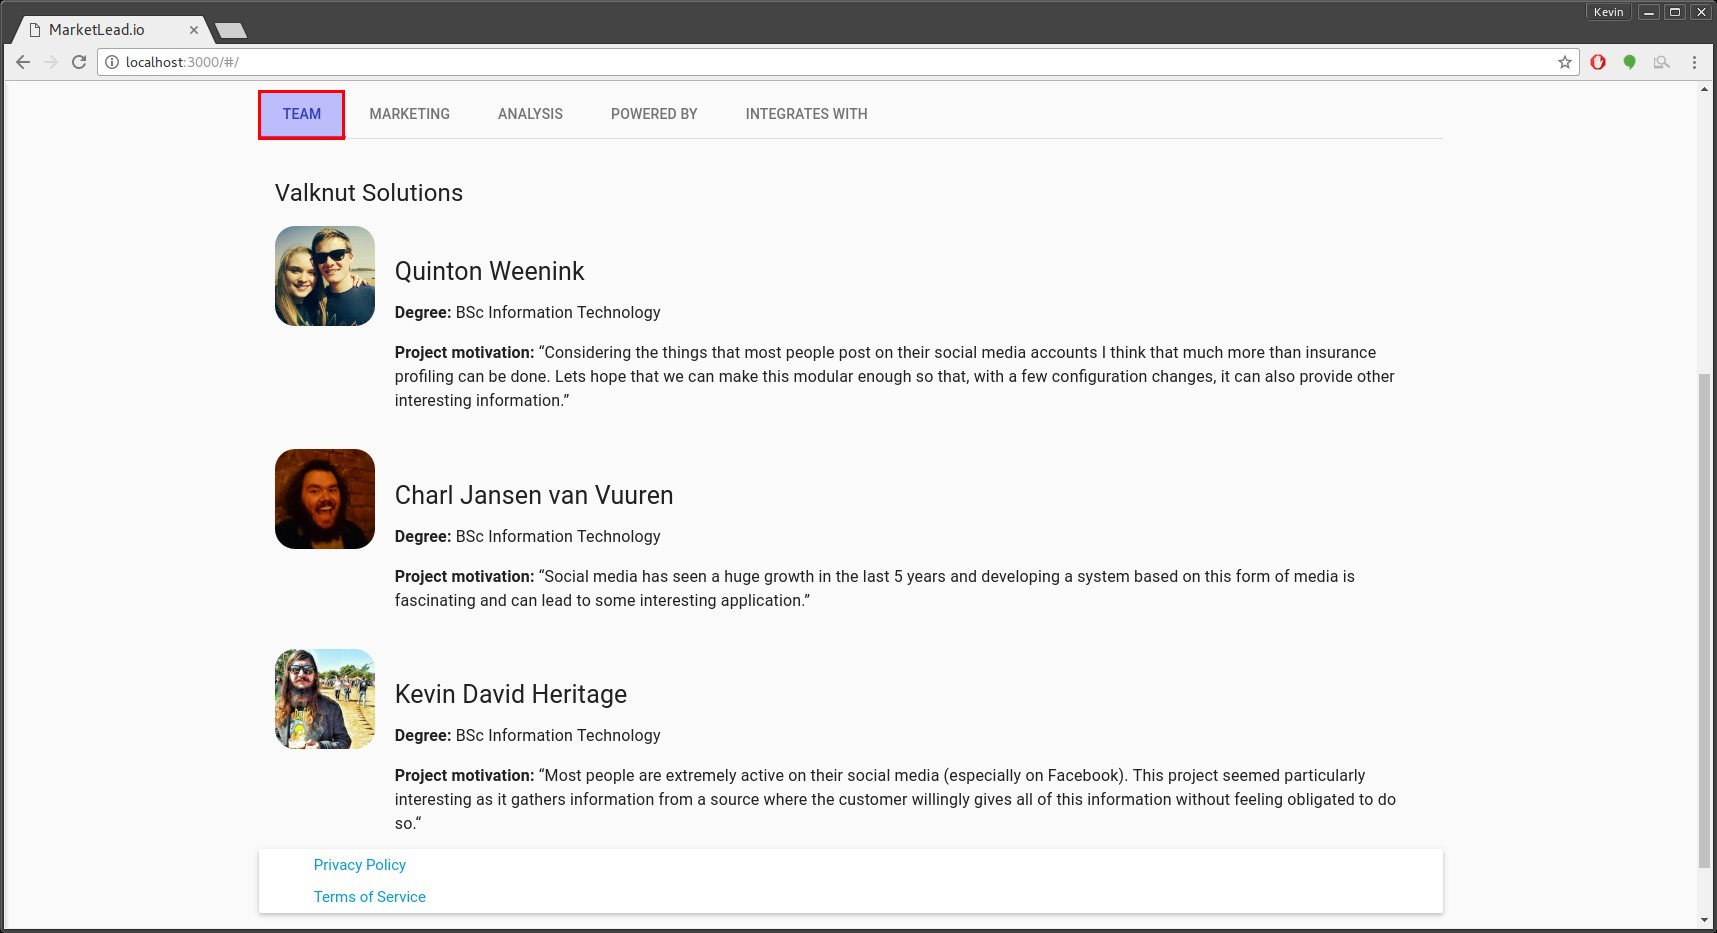 Kevin
MarketLead.io
localhost:3000/#/
TEAM MARKETING ANALYSIS POWERED BY INTEGRATES WITH
Valknut Solutions
Quinton Weenink
Degree: BSc Information Technology
Project motivation: “Considering the things that most people post on their social media accounts I think that much more than insurance
profiling can be done. Lets hope that we can make this modular enough so that, with a few configuration changes, it can also provide other
interesting information.”
Charl Jansen van Vuuren
Degree: BSc Information Technology
Project motivation: “Social media has seen a huge growth in the last 5 years and developing a system based on this form of media is
fascinating and can lead to some interesting application.”
Kevin David Heritage
Degree: BSc Information Technology
Project motivation: “Most people are extremely active on their social media (especially on Facebook). This project seemed particularly
interesting as it gathers information from a source where the customer willingly gives all of this information without feeling obligated to do
so.“
Privacy Policy
Terms of Service